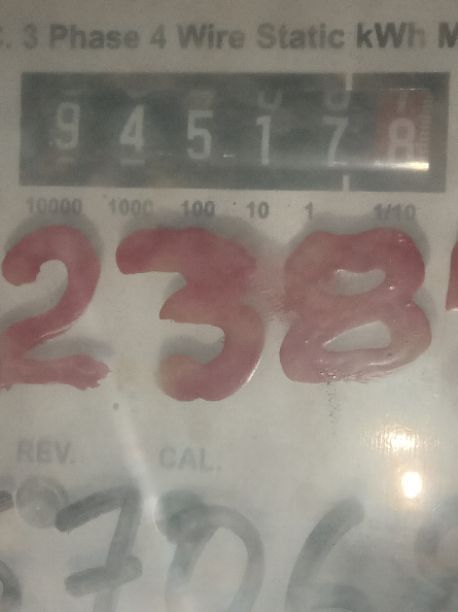 C. 3 Phase 4 Wire Static kWh M
9 4 5 1 7 8
10000 1000 100 10 1 1/10
238
REV. CAL.
706